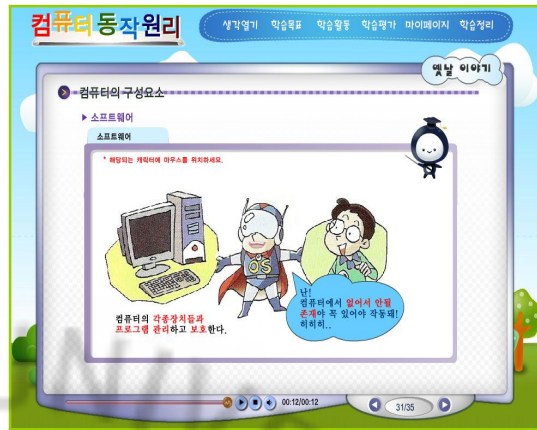 컴퓨터 동작원리
생각열기 학습목표 학습활동 학습평가 마이페이지 학습정리
옛날 이야기
컴퓨터의 구성요소
▶ 소프트웨어
소프트웨어
* 해당되는 캐릭터에 마우스를 위치하세요.
OS
난!
컴퓨터에서 없어서 안될
존재야 꼭 있어야 작동돼!
히히히..
컴퓨터의 각종장치들과
프로그램 관리하고 보호한다.
00:12/00:12
31/35